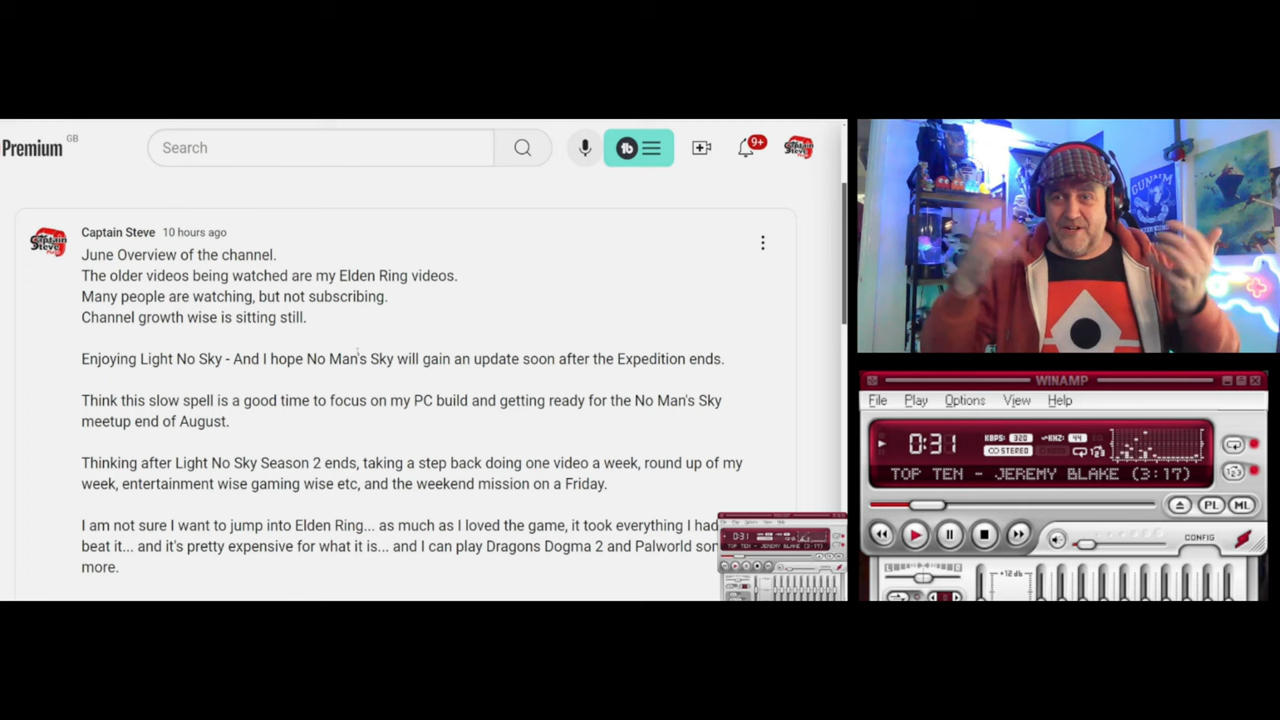 Premium GB
Search
9+
Captain Steve 10 hours ago
June Overview of the channel.
The older videos being watched are my Elden Ring videos.
Many people are watching, but not subscribing.
Channel growth wise is sitting still.
Enjoying Light No Sky - And I hope No Man's Sky will gain an update soon after the Expedition ends.
Think this slow spell is a good time to focus on my PC build and getting ready for the No Man's Sky
meetup end of August.
Thinking after Light No Sky Season 2 ends, taking a step back doing one video a week, round up of my
week, entertainment wise gaming wise etc, and the weekend mission on a Friday.
I am not sure I want to jump into Elden Ring... as much as I loved the game, it took everything I had
beat it... and it's pretty expensive for what it is... and I can play Dragons Dogma 2 and Palworld som
more.
WINAMP
File Play Options View Help
0:31 KBPS: 320 KHZ: 44
STEREO
TOP TEN - JEREMY BLAKE (3:17)
PL ML
CONFIG
+12 db